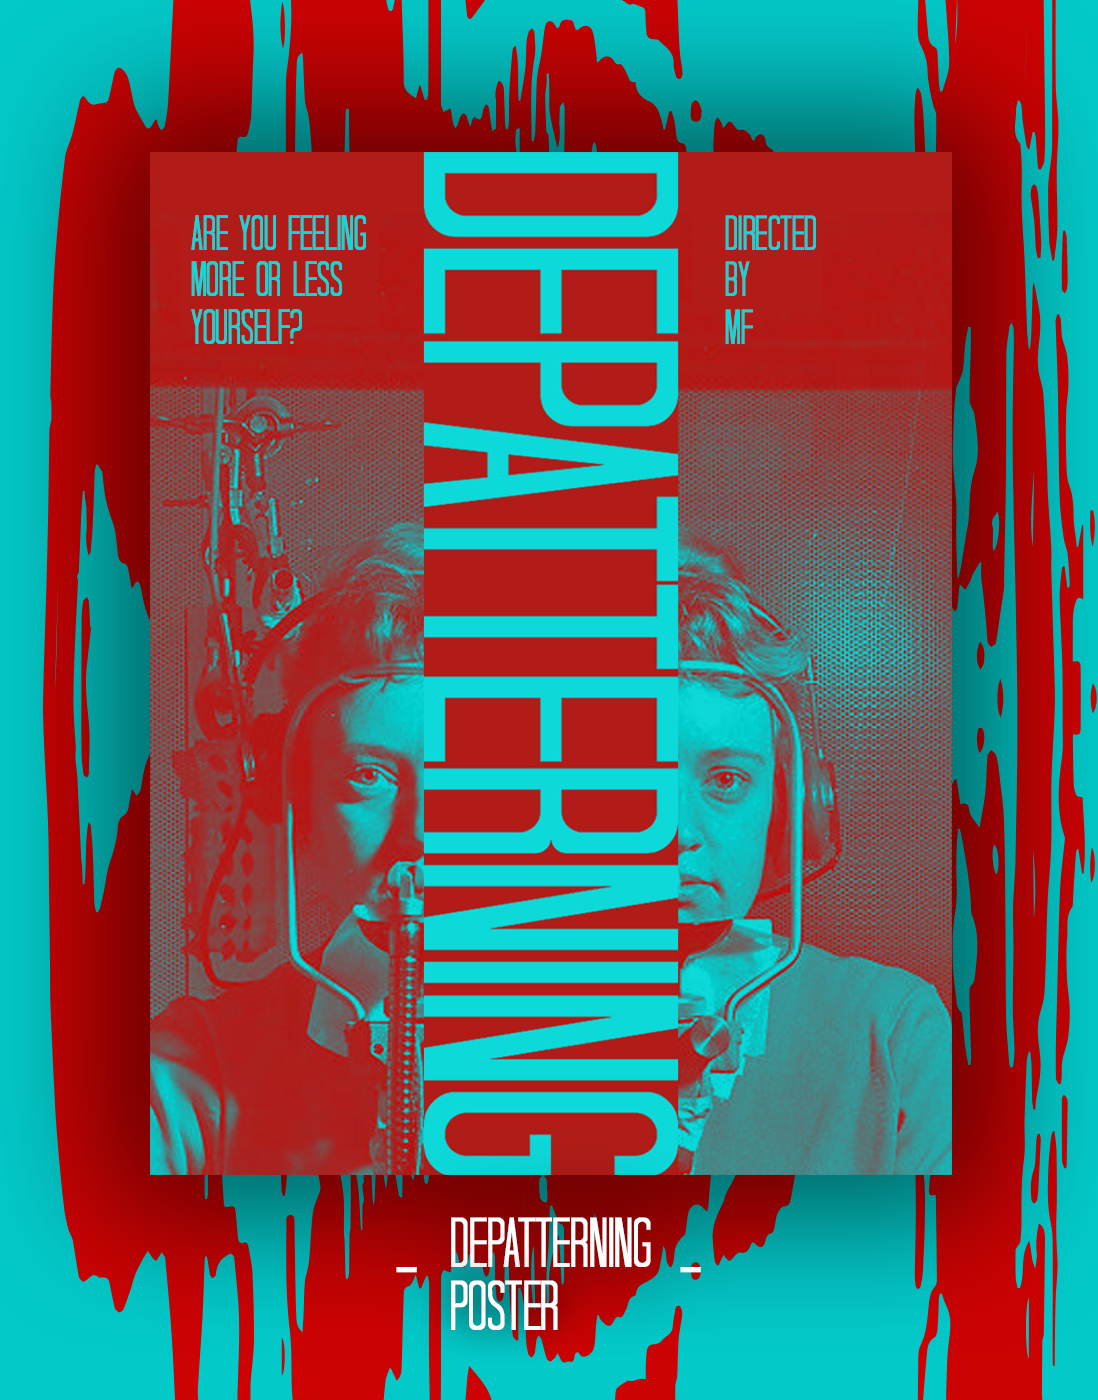 ARE YOU FEELING
MORE OR LESS
YOURSELF?
DEPATTERNING
DIRECTED
BY
MF
- DEPATTERNING -
POSTER